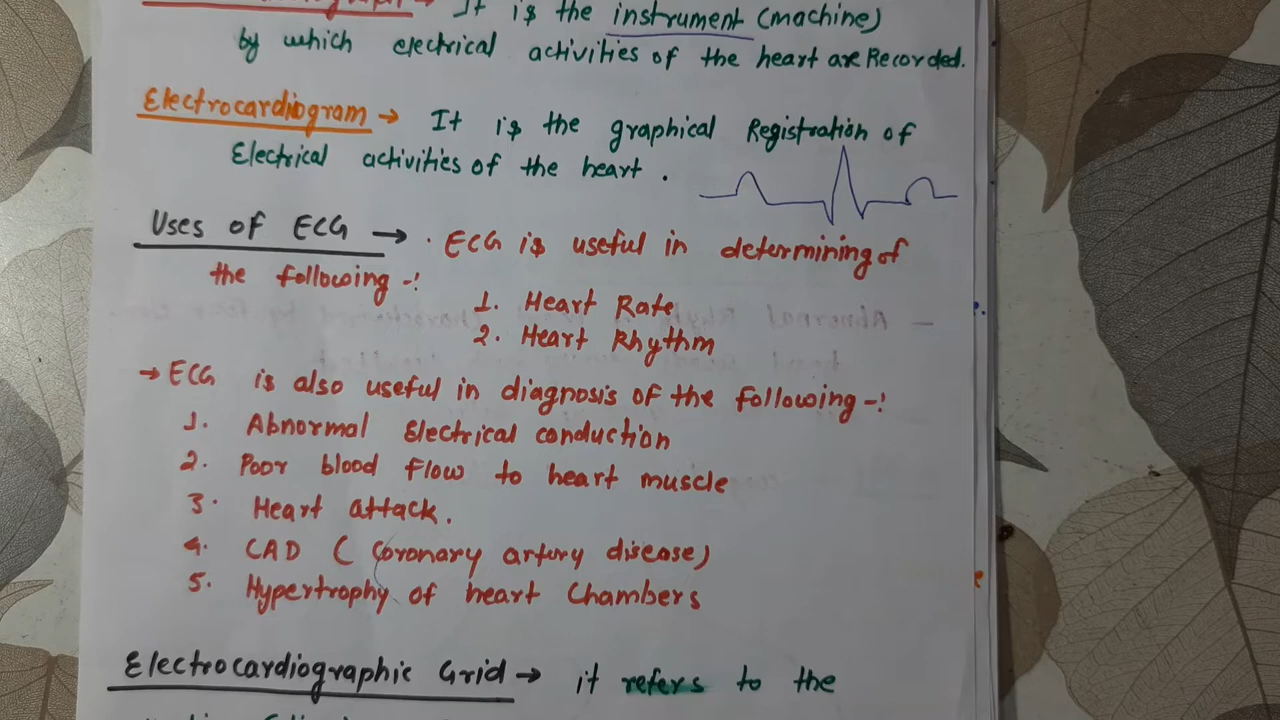 → It is the instrument (machine)
by which electrical activities of the heart are Recorded.
Electrocardiogram → It is the graphical Registration of
Electrical activities of the heart.
Uses of ECG → . ECG is useful in determining of
the following -:
1. Heart Rate
2. Heart Rhythm
→ ECG is also useful in diagnosis of the following -:
1. Abnormal Electrical conduction
2. Poor blood flow to heart muscle
3. Heart attack.
4. CAD (Coronary artery disease)
5. Hypertrophy of heart Chambers
Electrocardiographic Grid → it refers to the